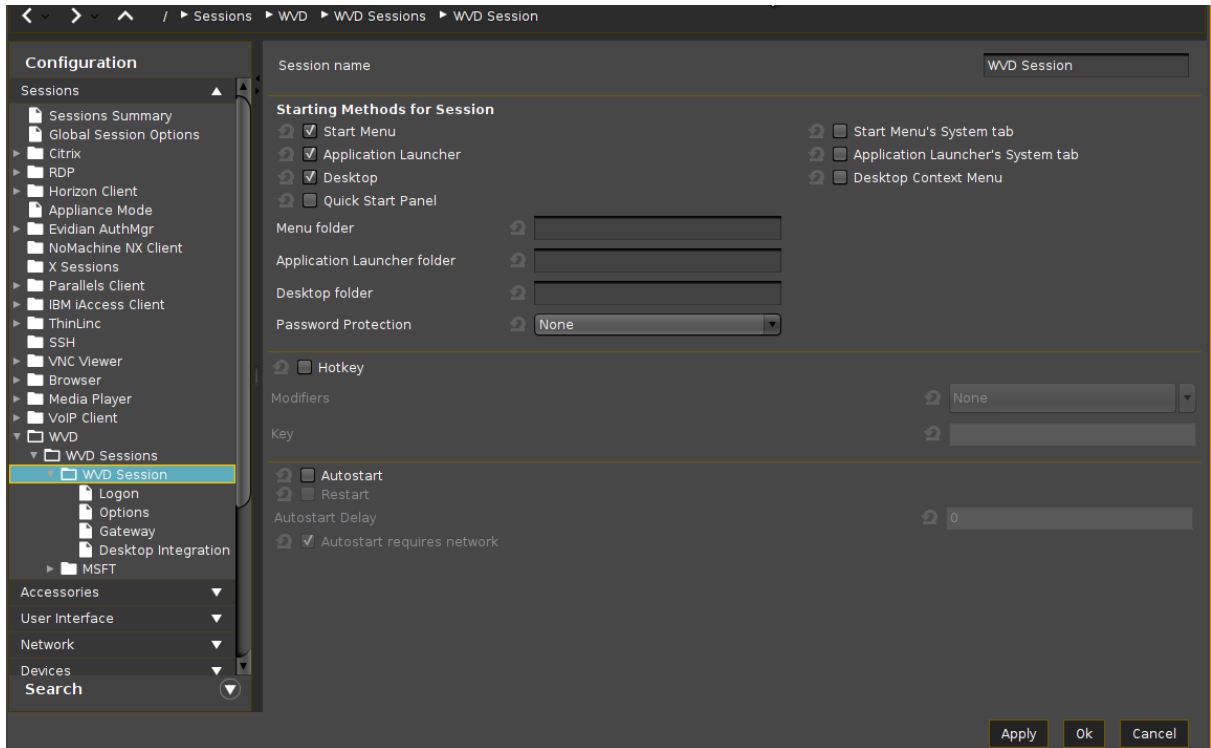 / Sessions WVD WVD Sessions WVD Session
Configuration
Sessions
Sessions Summary
Global Session Options
Citrix
RDP
Horizon Client
Appliance Mode
Evidian AuthMgr
NoMachine NX Client
X Sessions
Parallels Client
IBM iAccess Client
ThinLinc
SSH
VNC Viewer
Browser
Media Player
VoIP Client
WVD
WVD Sessions
WVD Session
Logon
Options
Gateway
Desktop Integration
MSFT
Accessories
User Interface
Network
Devices
Search
Session name WVD Session
Starting Methods for Session
Start Menu Start Menu's System tab
Application Launcher Application Launcher's System tab
Desktop Desktop Context Menu
Quick Start Panel
Menu folder
Application Launcher folder
Desktop folder
Password Protection None
Hotkey
Modifiers None
Key
Autostart
Restart
Autostart Delay 0
Autostart requires network
Apply Ok Cancel